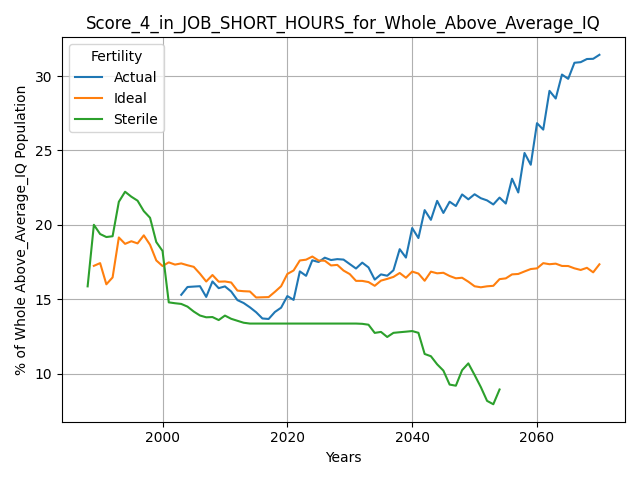 Score_4_in_JOB_SHORT_HOURS_for_Whole_Above_Average_IQ
Fertility
Actual
Ideal
Sterile
% of Whole Above_Average_IQ Population
30
25
20
15
10
2000 2020 2040 2060
Years